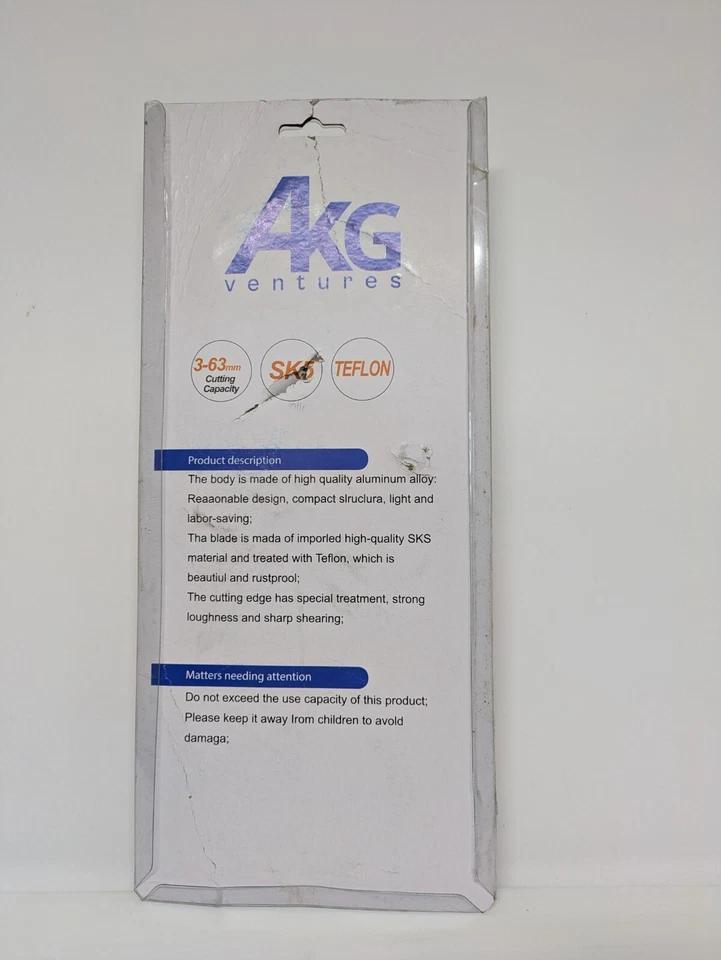 AKG
ventures
3-63mm
Cutting
Capacity
SK5
TEFLON
Product description
The body is made of high quality aluminum alloy:
Reaaonable design, compact slruclura, light and
labor-saving;
Tha blade is mada of imporled high-quality SKS
material and treated with Teflon, which is
beautiul and rustprool;
The cutting edge has special treatment, strong
loughness and sharp shearing;
Matters needing attention
Do not exceed the use capacity of this product;
Please keep it away lrom children to avold
damaga;